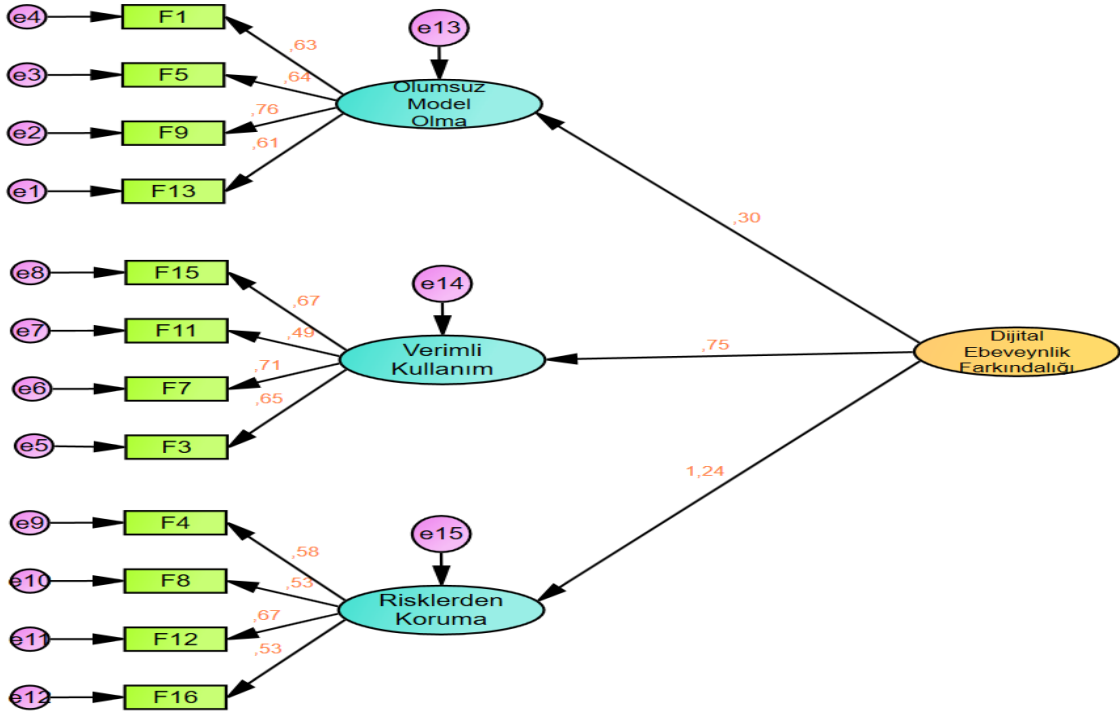 e4
F1
,63
e13
e3
F5
,64
Olumsuz
Model
Olma
e2
F9
,76
e1
F13
,61
,30
e8
F15
,67
e14
e7
F11
,49
Verimli
Kullanım
,75
Dijital
Ebeveynlik
Farkındalığı
e6
F7
,71
e5
F3
,65
1,24
e9
F4
,58
e15
e10
F8
,53
Risklerden
Koruma
e11
F12
,67
e12
F16
,53